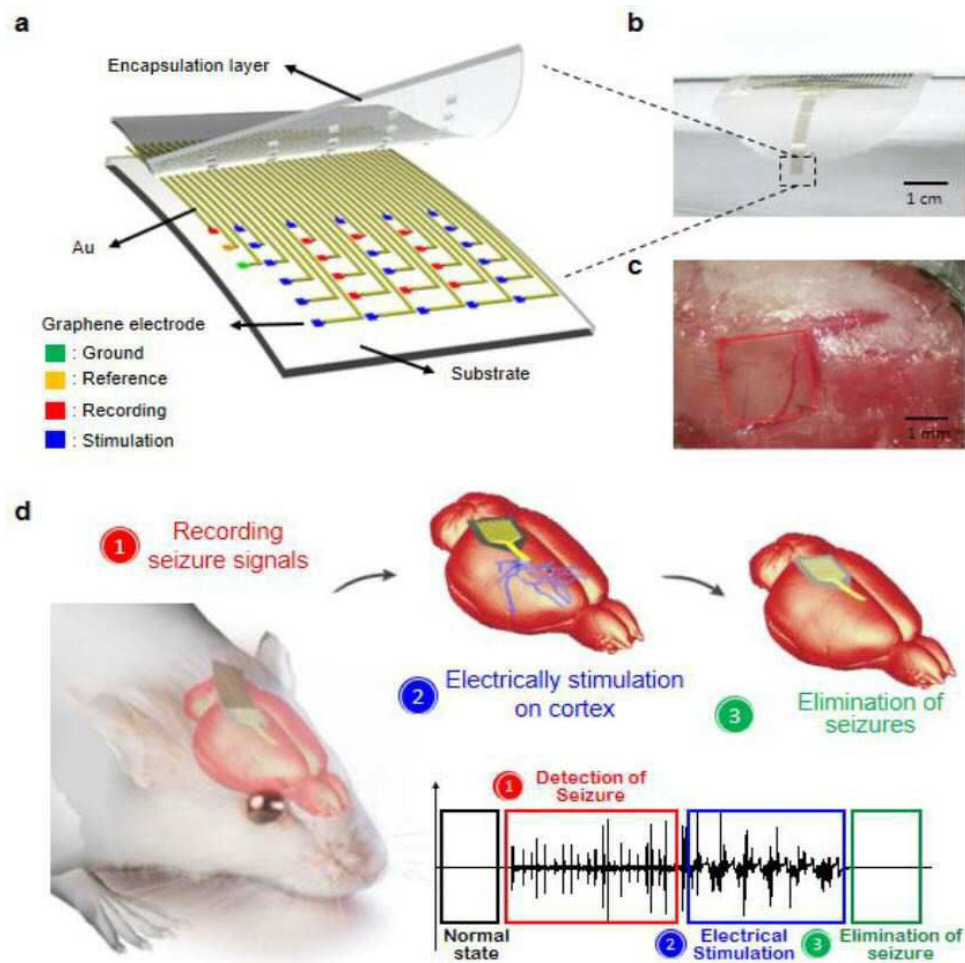 a
Encapsulation layer
Au
Graphene electrode
: Ground
: Reference
: Recording
: Stimulation
Substrate
b
1 cm
c
1 mm
d
1
Recording
seizure signals
2
Electrically stimulation
on cortex
3
Elimination of
seizures
1
Detection of
Seizure
Normal
state
2
Electrical
Stimulation
3
Elimination of
seizure